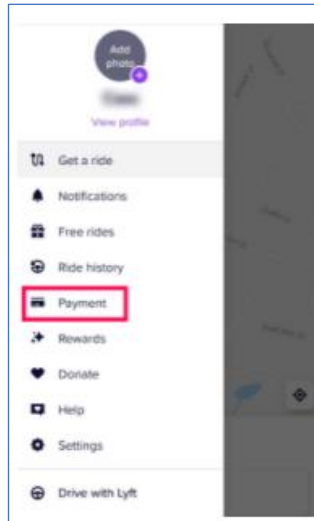 Add
photo
View profile
Get a ride
Notifications
Free rides
Ride history
Payment
Rewards
Donate
Help
Settings
Drive with Lyft